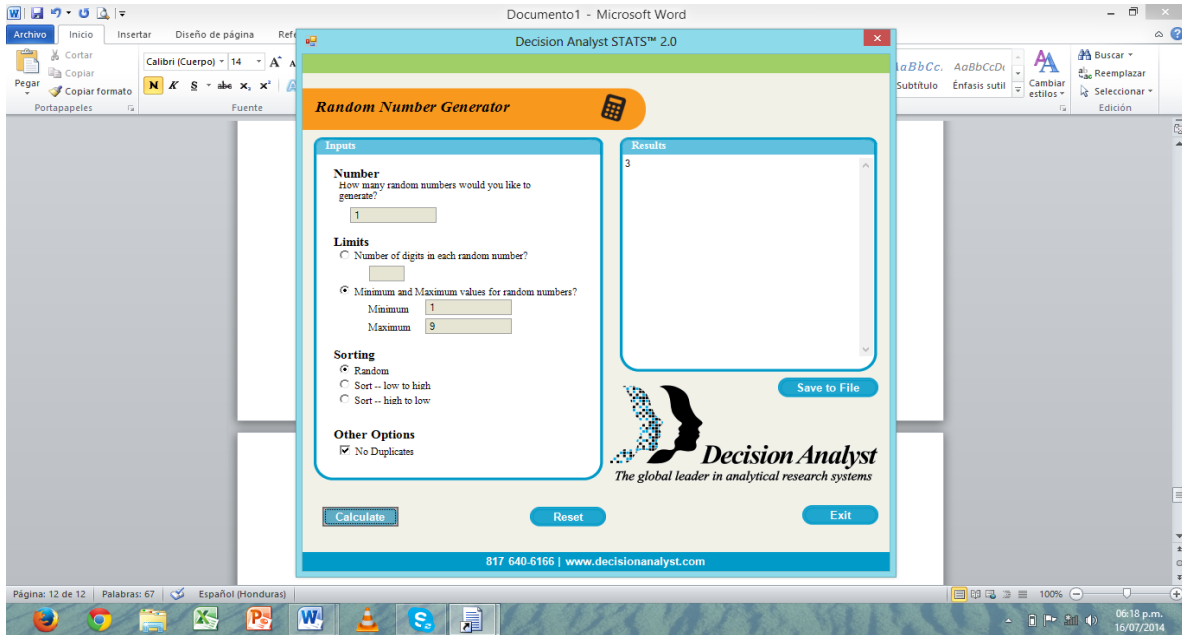 Documento1 - Microsoft Word
Archivo Inicio Insertar Diseño de página Refe
Pegar
Cortar
Copiar
Copiar formato
Portapapeles
Calibri (Cuerpo) 14 A
N K S abc x₂ x²
Fuente
AaBbCc. AaBbCcDc
Subtítulo Énfasis sutil
Cambiar estilos
Buscar
Reemplazar
Seleccionar
Edición
Decision Analyst STATS™ 2.0
Random Number Generator
Inputs
Number
How many random numbers would you like to
generate?
1
Limits
Number of digits in each random number?
Minimum and Maximum values for random numbers?
Minimum 1
Maximum 9
Sorting
Random
Sort -- low to high
Sort -- high to low
Other Options
No Duplicates
Results
3
Save to File
Decision Analyst
The global leader in analytical research systems
Calculate Reset Exit
817 640-6166 | www.decisionanalyst.com
Página: 12 de 12 Palabras: 67 Español (Honduras) 100%
06:18 p.m.
16/07/2014